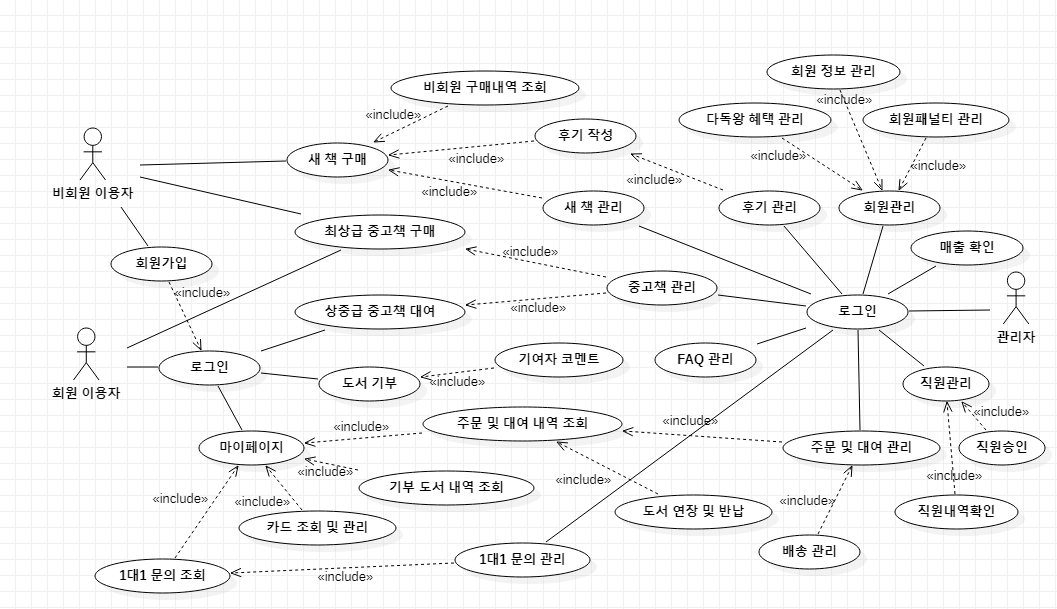 회원 정보 관리
비회원 구매내역 조회
«include»
«include»
다독왕 혜택 관리
회원패널티 관리
후기 작성
새 책 구매
«include»
«include»
«include»
비회원 이용자
«include»
«include»
새 책 관리
후기 관리
회원관리
최상급 중고책 구매
매출 확인
«include»
회원가입
중고책 관리
«include»
«include»
상중급 중고책 대여
로그인
관리자
FAQ 관리
기여자 코멘트
로그인
회원 이용자
도서 기부
«include»
직원관리
«include»
주문 및 대여 내역 조회
«include»
«include»
마이페이지
주문 및 대여 관리
직원승인
«include»
«include»
«include»
기부 도서 내역 조회
«include»
«include»
«include»
도서 연장 및 반납
직원내역확인
카드 조회 및 관리
배송 관리
1대1 문의 관리
1대1 문의 조회
«include»